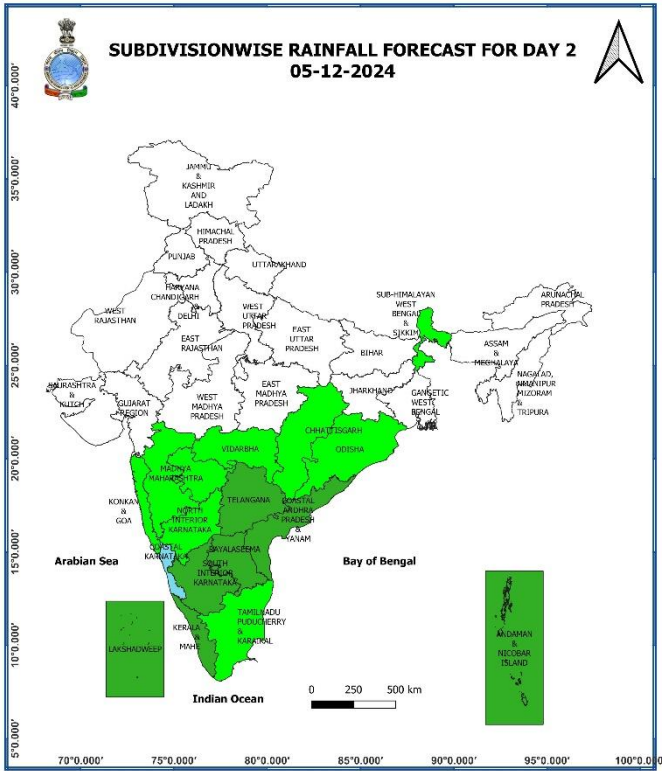 SUBDIVISIONWISE RAINFALL FORECAST FOR DAY 2
05-12-2024
40°0.000'
35°0.000'
30°0.000'
25°0.000'
20°0.000'
15°0.000'
10°0.000'
5°0.000'
JAMMU
&
KASHMIR
AND
LADAKH
HIMACHAL
PRADESH
PUNJAB
UTTARAKHAND
HARYANA
CHANDIGARH
DELHI
WEST
RAJASTHAN
WEST
UTTAR
PRADESH
EAST
RAJASTHAN
EAST
UTTAR
PRADESH
SUB-HIMALAYAN
WEST
BENGAL
&
SIKKIM
ARUNACHAL
PRADESH
BIHAR
ASSAM
&
MEGHALAYA
SAURASHTRA
&
KUTCH
GUJARAT
REGION
WEST
MADHYA
PRADESH
EAST
MADHYA
PRADESH
JHARKHAND
GANGETIC
WEST
BENGAL
MANIPUR
MIZORAM
&
TRIPURA
CHHATTISGARH
VIDARBHA
ODISHA
MADHYA
MAHARASHTRA
TELANGANA
KONKAN
&
GOA
NORTH
INTERIOR
KARNATAKA
COASTAL
ANDHRA
PRADESH
&
YANAM
COASTAL
KARNATAKA
RAYALASEEMA
SOUTH
INTERIOR
KARNATAKA
Arabian Sea
Bay of Bengal
TAMILNADU
PUDUCHERRY
&
KARAIKAL
KERALA
&
MAHE
LAKSHADWEEP
ANDAMAN
&
NICOBAR
ISLAND
Indian Ocean
0 250 500 km
70°0.000' 75°0.000' 80°0.000' 85°0.000' 90°0.000' 95°0.000' 100°0.0